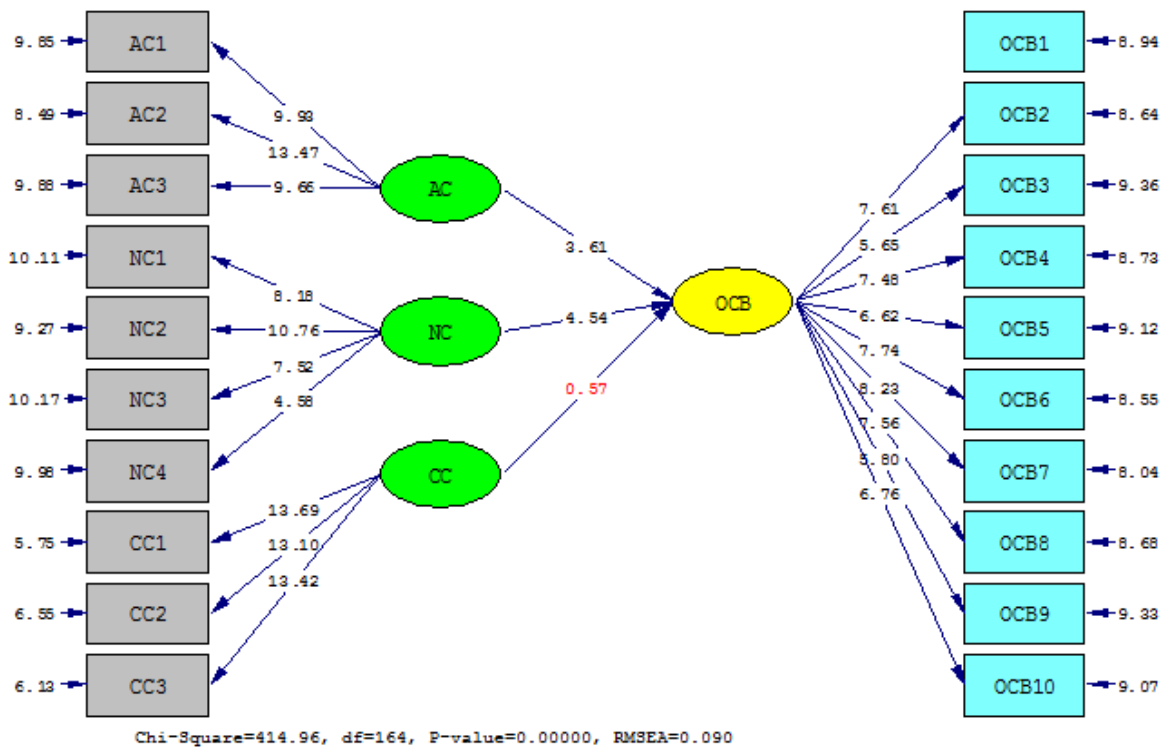 9.85
AC1
8.49
AC2
9.88
AC3
10.11
NC1
9.27
NC2
10.17
NC3
9.98
NC4
5.75
CC1
6.55
CC2
6.13
CC3
9.93
13.47
9.66
8.18
10.76
7.52
4.58
13.69
13.10
13.42
AC
NC
CC
3.61
4.54
0.57
OCB
7.61
5.65
7.48
6.62
7.74
8.23
7.56
5.80
6.76
OCB1
8.94
OCB2
8.64
OCB3
9.36
OCB4
8.73
OCB5
9.12
OCB6
8.55
OCB7
8.04
OCB8
8.68
OCB9
9.33
OCB10
9.07
Chi-Square=414.96, df=164, P-value=0.00000, RMSEA=0.090